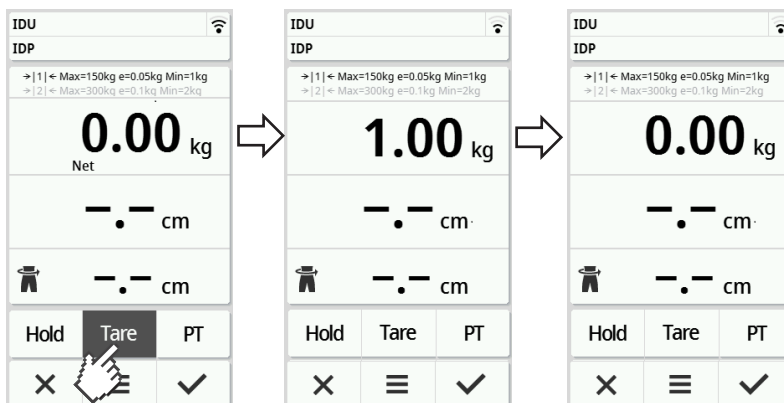 IDU
IDP
→|1|← Max=150kg e=0.05kg Min=1kg
→|2|← Max=300kg e=0.1kg Min=2kg
0.00 kg
Net
-.- cm
-.- cm
Hold Tare PT
IDU
IDP
→|1|← Max=150kg e=0.05kg Min=1kg
→|2|← Max=300kg e=0.1kg Min=2kg
1.00 kg
-.- cm
-.- cm
Hold Tare PT
IDU
IDP
→|1|← Max=150kg e=0.05kg Min=1kg
→|2|← Max=300kg e=0.1kg Min=2kg
0.00 kg
-.- cm
-.- cm
Hold Tare PT